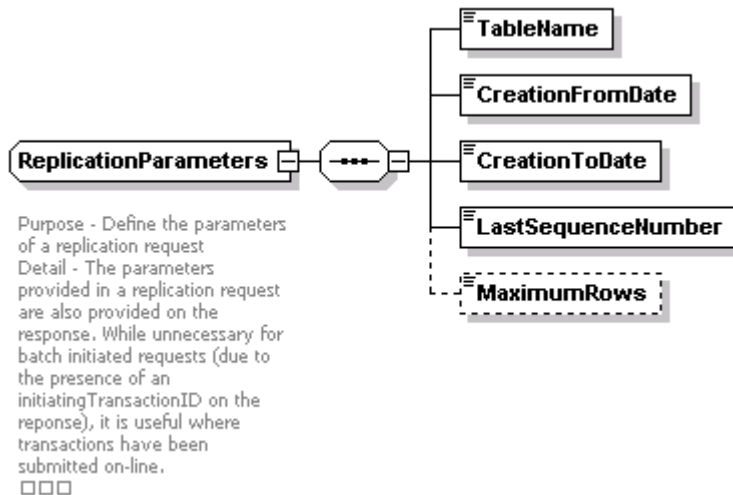 TableName
CreationFromDate
ReplicationParameters
CreationToDate
LastSequenceNumber
MaximumRows
Purpose - Define the parameters
of a replication request
Detail - The parameters
provided in a replication request
are also provided on the
response. While unnecessary for
batch initiated requests (due to
the presence of an
initiatingTransactionID on the
reponse), it is useful where
transactions have been
submitted on-line.
□□□